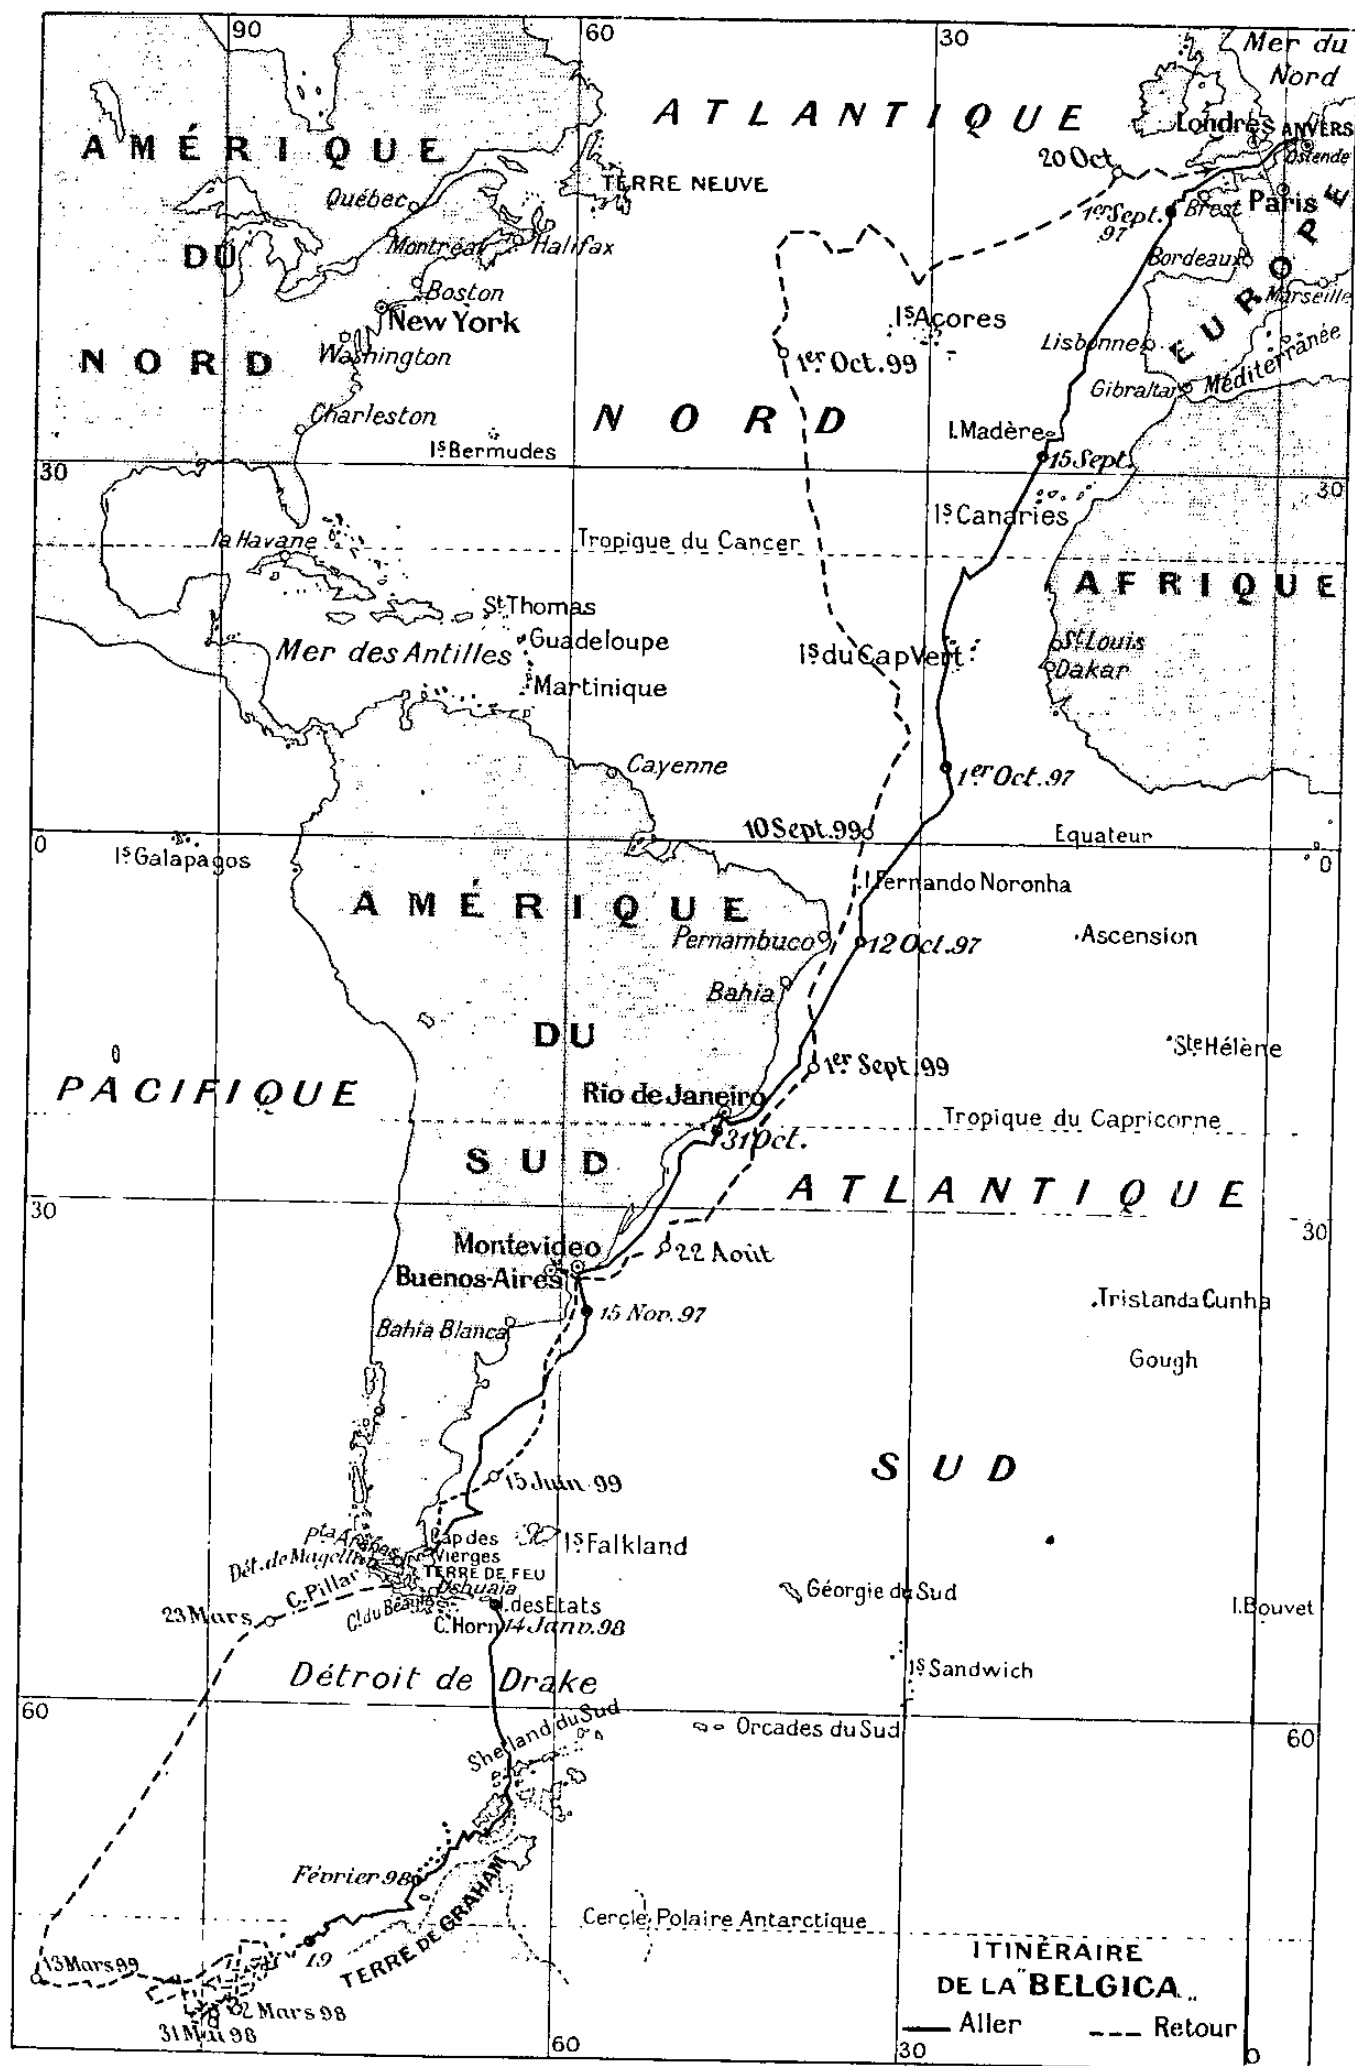 90
60
30
Mer du
Nord
ATLANTIQUE
AMÉRIQUE
Londres
ANVERS
Ostende
20 Oct.
TERRE NEUVE
Québec
1er Sept.
97
Brest
Paris
EUROPE
DU
Montréal
Halifax
Bordeaux
Boston
Marseille
New York
Is Açores
Lisbonne
Washington
NORD
1er Oct. 99
Méditerranée
Gibraltar
Charleston
NORD
I. Madère
Is Bermudes
15 Sept.
30
30
Is Canaries
la Havane
Tropique du Cancer
AFRIQUE
St Thomas
Guadeloupe
Mer des Antilles
Is du Cap Vert
St Louis
Dakar
Martinique
Cayenne
1er Oct. 97
10 Sept. 99
Equateur
0
Is Galapagos
0
I. Fernando Noronha
AMÉRIQUE
Pernambuco
12 Oct. 97
Ascension
Bahia
DU
Ste Hélène
1er Sept. 99
PACIFIQUE
Rio de Janeiro
Tropique du Capricorne
31 Oct.
SUD
ATLANTIQUE
30
30
Montevideo
22 Août
Buenos-Aires
Tristan da Cunha
15 Nov. 97
Bahia Blanca
Gough
SUD
15 Juin 99
Pta Arenas
Cap des
Vierges
Is Falkland
Dét. de Magellan
TERRE DE FEU
C. Pillar
Ushuaïa
Géorgie du Sud
23 Mars
Cl. du Beagle
I. des Etats
I. Bouvet
C. Horn
14 Janv. 98
Détroit de Drake
Is Sandwich
60
Shetland du Sud
Orcades du Sud
60
Février 98
TERRE DE GRAHAM
Cercle Polaire Antarctique
19
13 Mars 99
2 Mars 98
31 Mai 98
ITINÉRAIRE
DE LA "BELGICA„
Aller
Retour
60
30
0